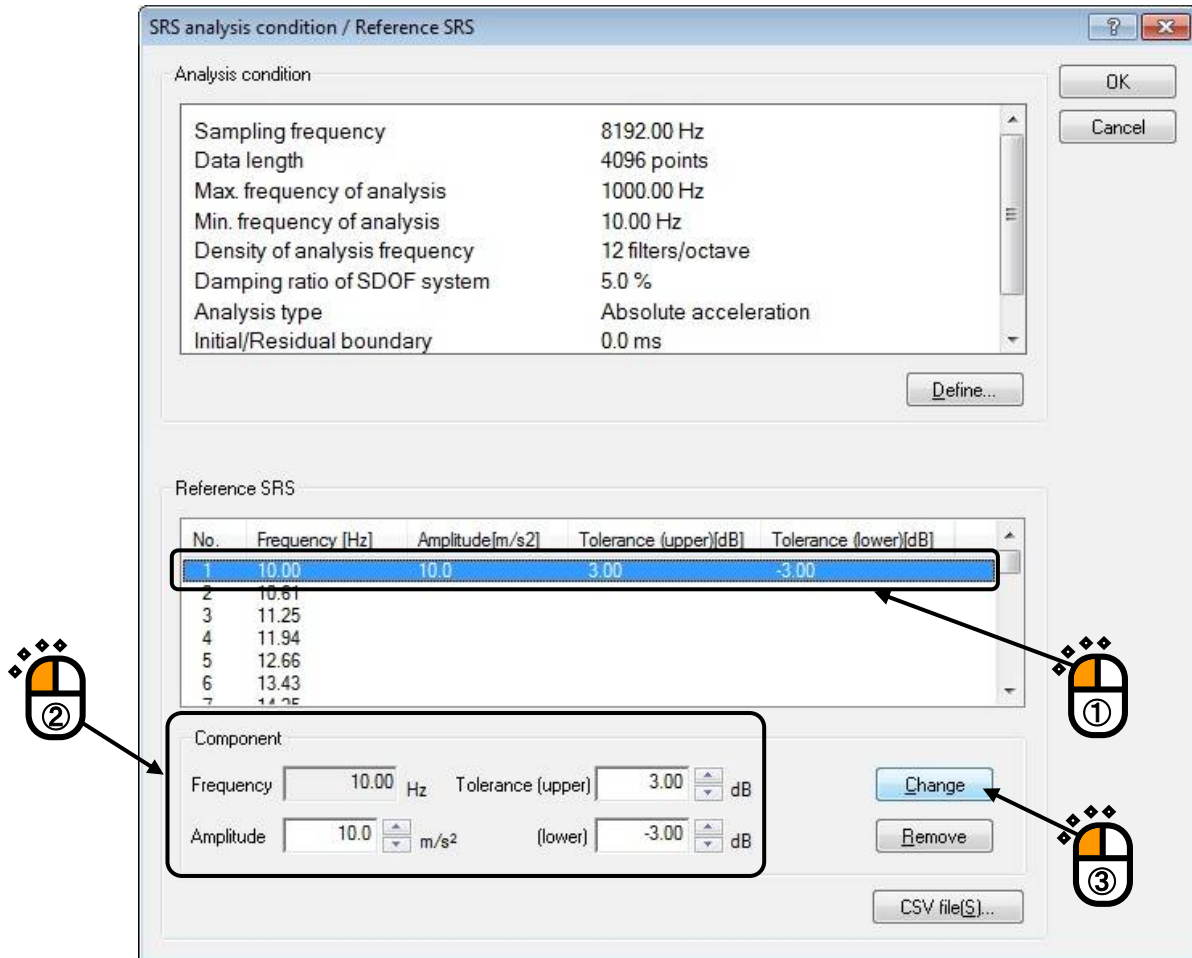 SRS analysis condition / Reference SRS
?
Analysis condition
OK
Cancel
Sampling frequency 8192.00 Hz
Data length 4096 points
Max. frequency of analysis 1000.00 Hz
Min. frequency of analysis 10.00 Hz
Density of analysis frequency 12 filters/octave
Damping ratio of SDOF system 5.0 %
Analysis type Absolute acceleration
Initial/Residual boundary 0.0 ms
Define...
Reference SRS
No. Frequency [Hz] Amplitude[m/s2] Tolerance (upper)[dB] Tolerance (lower)[dB]
1 10.00 10.0 3.00 -3.00
2 10.61
3 11.25
4 11.94
5 12.66
6 13.43
7 14.25
①
②
Component
Frequency 10.00 Hz Tolerance (upper) 3.00 dB
Change
Amplitude 10.0 m/s² (lower) -3.00 dB
Remove
③
CSV file(S)...